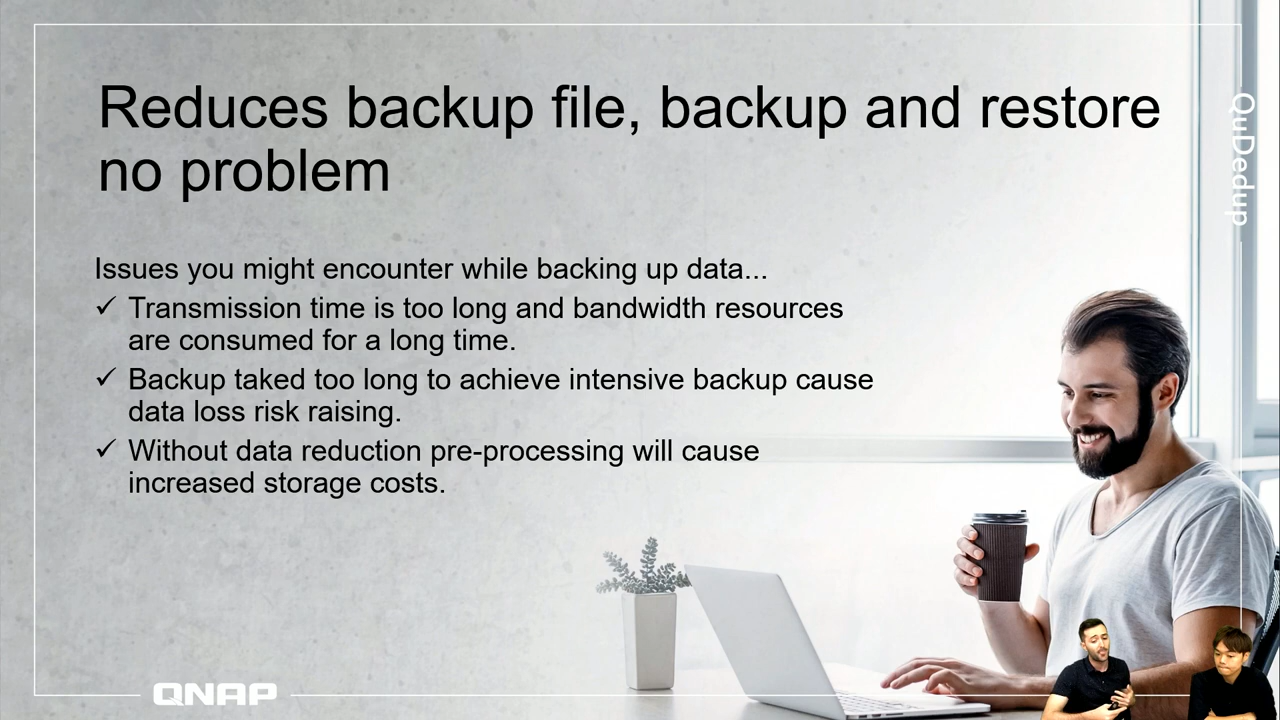 Reduces backup file, backup and restore
no problem
QuDedup
Issues you might encounter while backing up data...
✓ Transmission time is too long and bandwidth resources
are consumed for a long time.
✓ Backup taked too long to achieve intensive backup cause
data loss risk raising.
✓ Without data reduction pre-processing will cause
increased storage costs.
QNAP